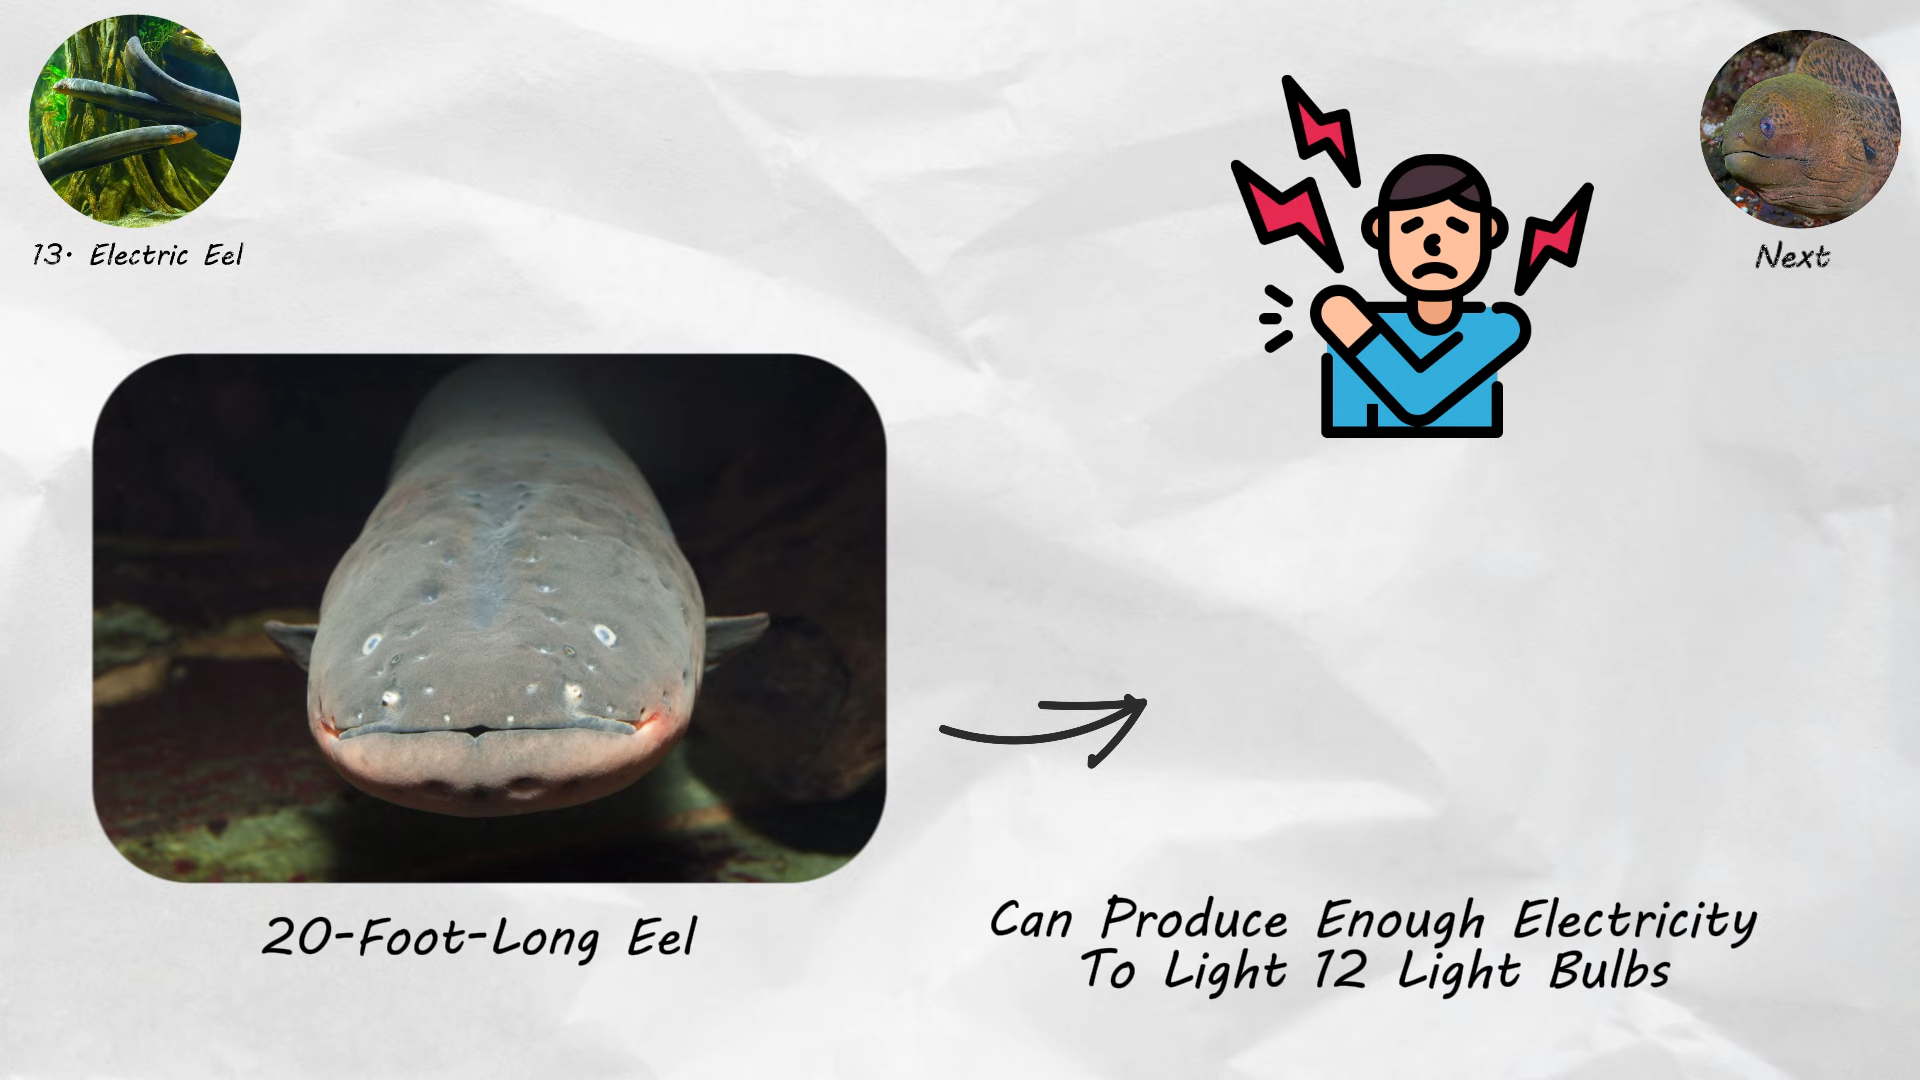 13. Electric Eel
Next
20-Foot-Long Eel
Can Produce Enough Electricity
To Light 12 Light Bulbs